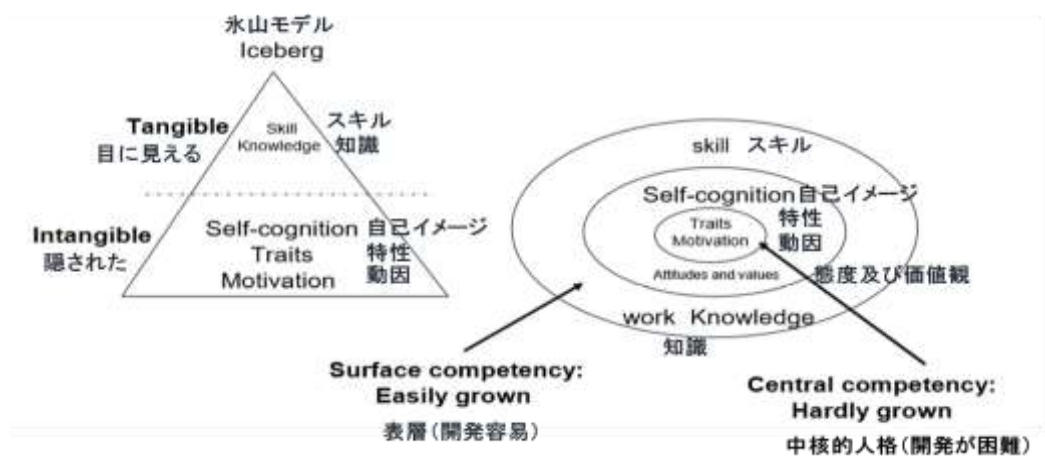 氷山モデル
Iceberg
Tangible
目に見える
Skill
Knowledge
スキル
知識
Intangible
隠された
Self-cognition 自己イメージ
Traits 特性
Motivation 動因
skill スキル
Self-cognition 自己イメージ
Traits
Motivation
特性
動因
Attitudes and values 態度及び価値観
work Knowledge
知識
Surface competency:
Easily grown
表層(開発容易)
Central competency:
Hardly grown
中核的人格(開発が困難)